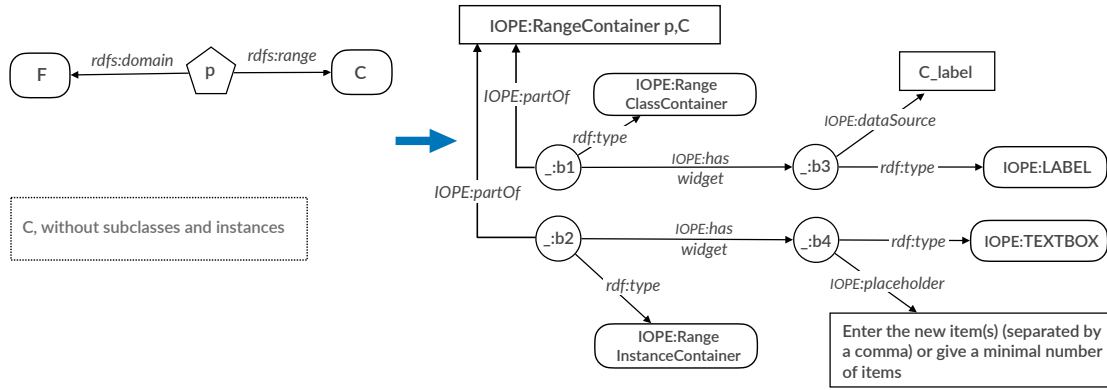 IOPE:RangeContainer p,C
rdfs:domain
rdfs:range
F
p
C
C_label
IOPE:Range
ClassContainer
IOPE:partOf
IOPE:dataSource
rdf:type
_:b1
IOPE:has
widget
_:b3
rdf:type
IOPE:LABEL
IOPE:partOf
C, without subclasses and instances
_:b2
IOPE:has
widget
_:b4
rdf:type
IOPE:TEXTBOX
rdf:type
IOPE:placeholder
IOPE:Range
InstanceContainer
Enter the new item(s) (separated by
a comma) or give a minimal number
of items